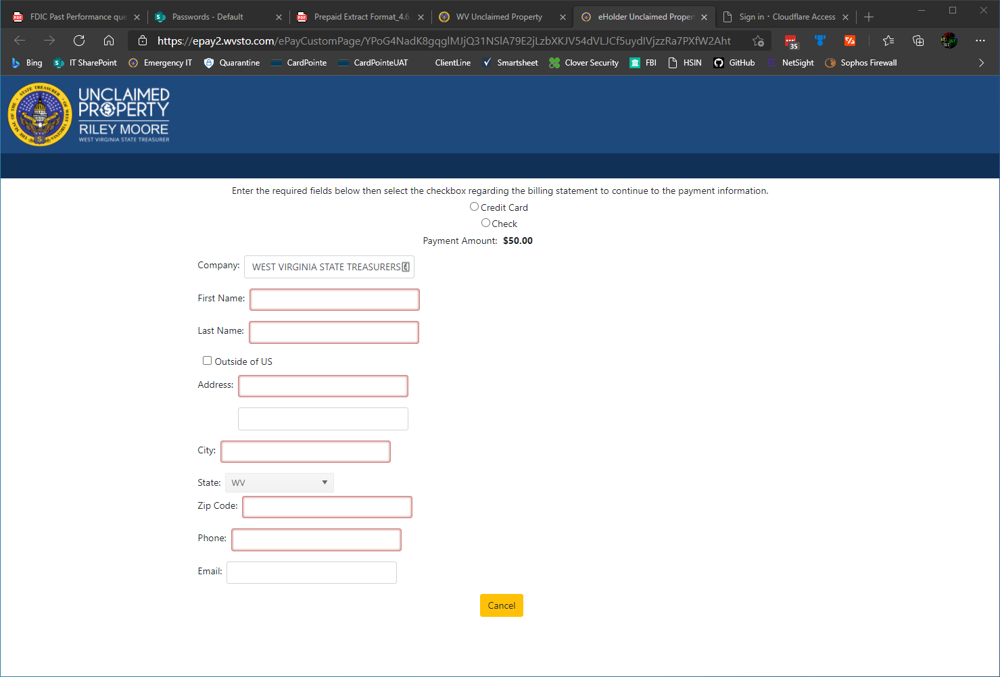 FDIC Past Performance que
Passwords - Default
Prepaid Extract Format_4.6.
WV Unclaimed Property
eHolder Unclaimed Propert
Sign in · Cloudflare Access
https://epay2.wvsto.com/ePayCustomPage/
35
Bing
IT SharePoint
Emergency IT
Quarantine
CardPointe
CardPointeUAT
ClientLine
Smartsheet
Clover Security
FBI
HSIN
GitHub
NetSight
Sophos Firewall
UNCLAIMED
PROPERTY
RILEY MOORE
WEST VIRGINIA STATE TREASURER
Enter the required fields below then select the checkbox regarding the billing statement to continue to the payment information.
Credit Card
Check
Payment Amount: $50.00
Company: WEST VIRGINIA STATE TREASURERS
First Name:
Last Name:
Outside of US
Address:
City:
State: WV
Zip Code:
Phone:
Email:
Cancel